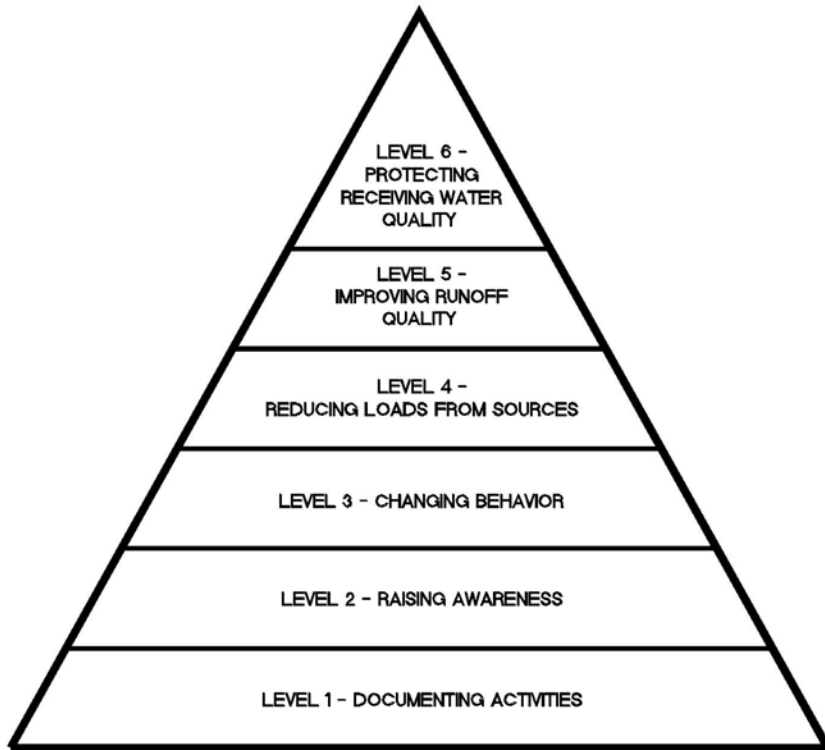 LEVEL 6 –
PROTECTING
RECEIVING WATER
QUALITY
LEVEL 5 –
IMPROVING RUNOFF
QUALITY
LEVEL 4 –
REDUCING LOADS FROM SOURCES
LEVEL 3 – CHANGING BEHAVIOR
LEVEL 2 – RAISING AWARENESS
LEVEL 1 – DOCUMENTING ACTIVITIES